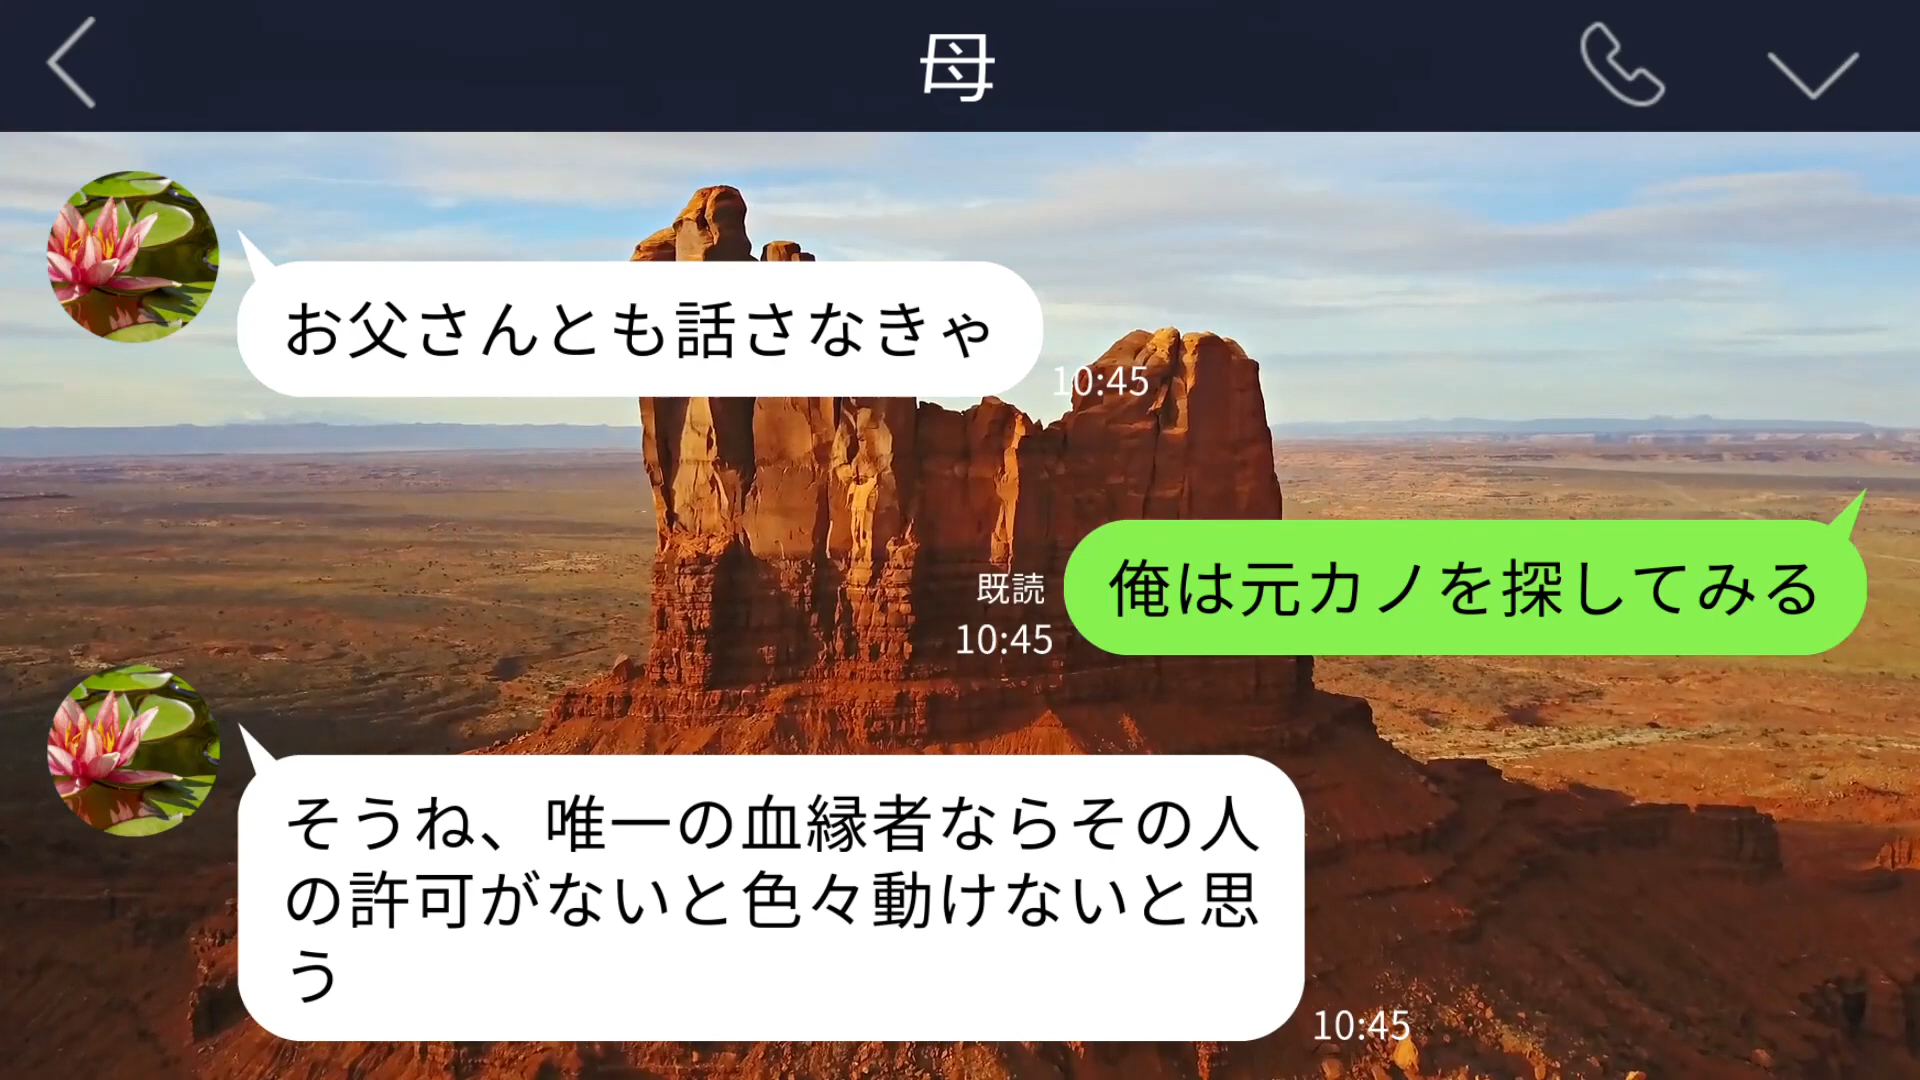 母
お父さんとも話さなきゃ
10:45
俺は元カノを探してみる
既読
10:45
そうね、唯一の血縁者ならその人
の許可がないと色々動けないと思
う
10:45